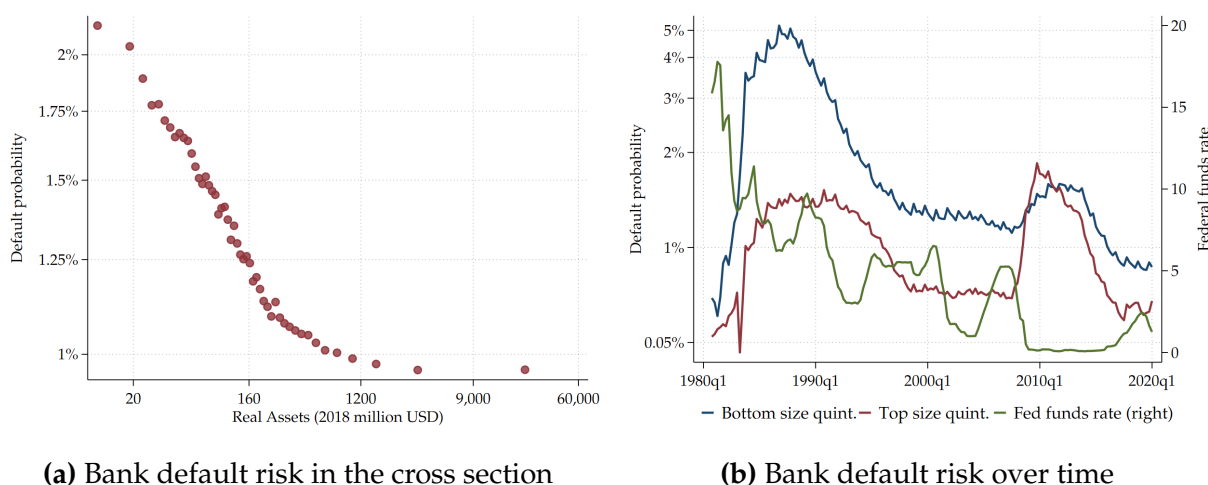 2%
1.75%
1.5%
1.25%
1%
Default probability
20
160
1200
9,000
60,000
Real Assets (2018 million USD)
(a) Bank default risk in the cross section
5%
4%
3%
2%
1%
0.05%
Default probability
20
15
10
5
0
Federal funds rate
1980q1
1990q1
2000q1
2010q1
2020q1
Bottom size quint.
Top size quint.
Fed funds rate (right)
(b) Bank default risk over time